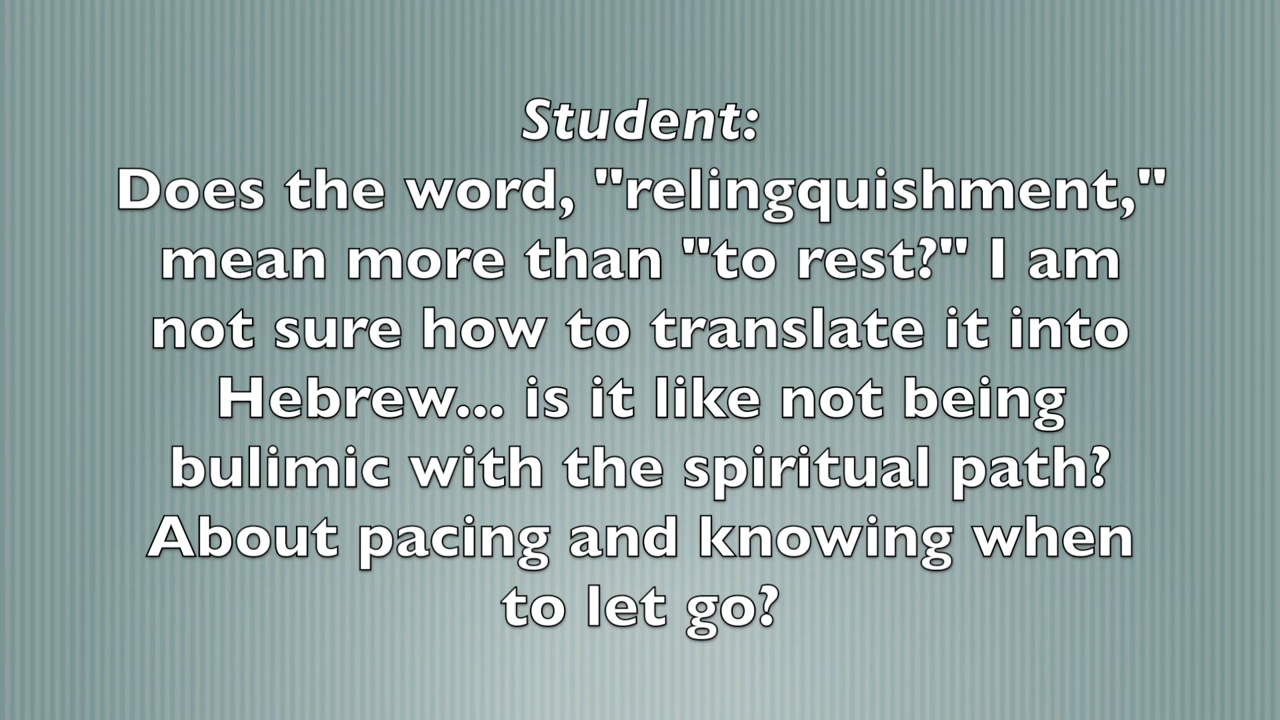 Student:
Does the word, "relingquishment,"
mean more than "to rest?" I am
not sure how to translate it into
Hebrew... is it like not being
bulimic with the spiritual path?
About pacing and knowing when
to let go?